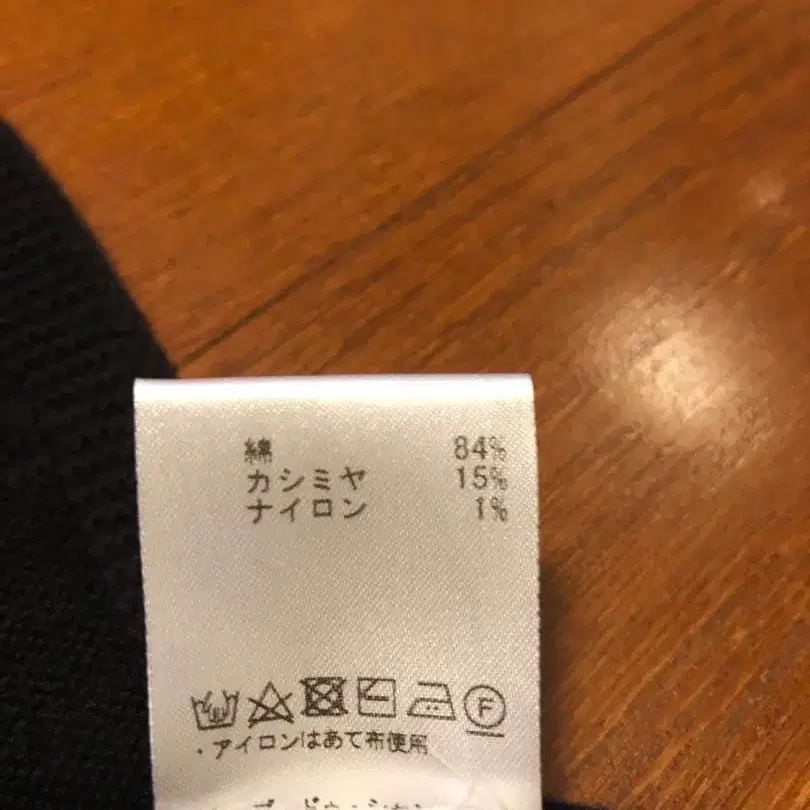 綿 84%
カシミヤ 15%
ナイロン 1%
F
・アイロンはあて布使用